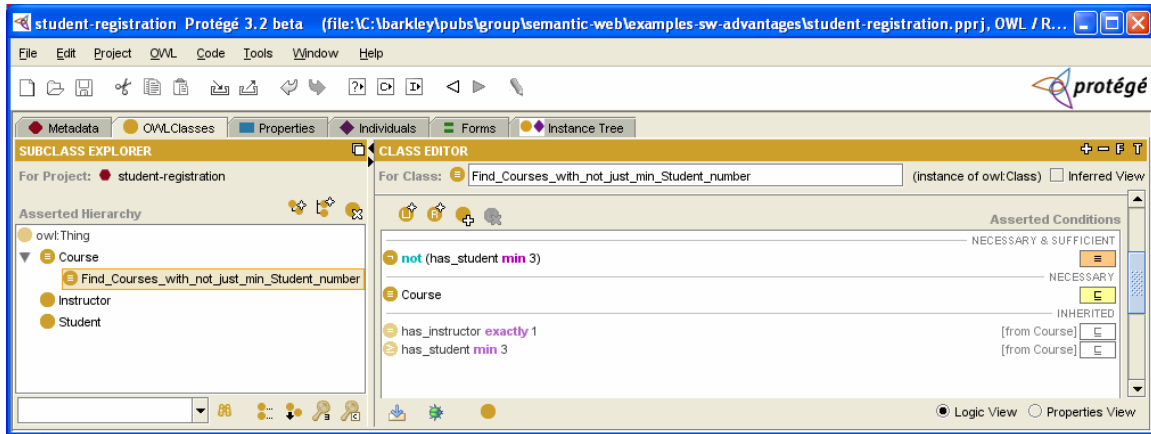 student-registration Protégé 3.2 beta (file:\C:\barkley\pubs\group\semantic-web\examples-sw-advantages\student-registration.pprj, OWL / R...
File Edit Project OWL Code Tools Window Help
protégé
Metadata OWLClasses Properties Individuals Forms Instance Tree
SUBCLASS EXPLORER
For Project: student-registration
Asserted Hierarchy
owl:Thing
Course
Find_Courses_with_not_just_min_Student_number
Instructor
Student
CLASS EDITOR
For Class: Find_Courses_with_not_just_min_Student_number (instance of owl:Class) Inferred View
Asserted Conditions
NECESSARY & SUFFICIENT
not (has_student min 3)
NECESSARY
Course
INHERITED
has_instructor exactly 1 [from Course]
has_student min 3 [from Course]
Logic View Properties View